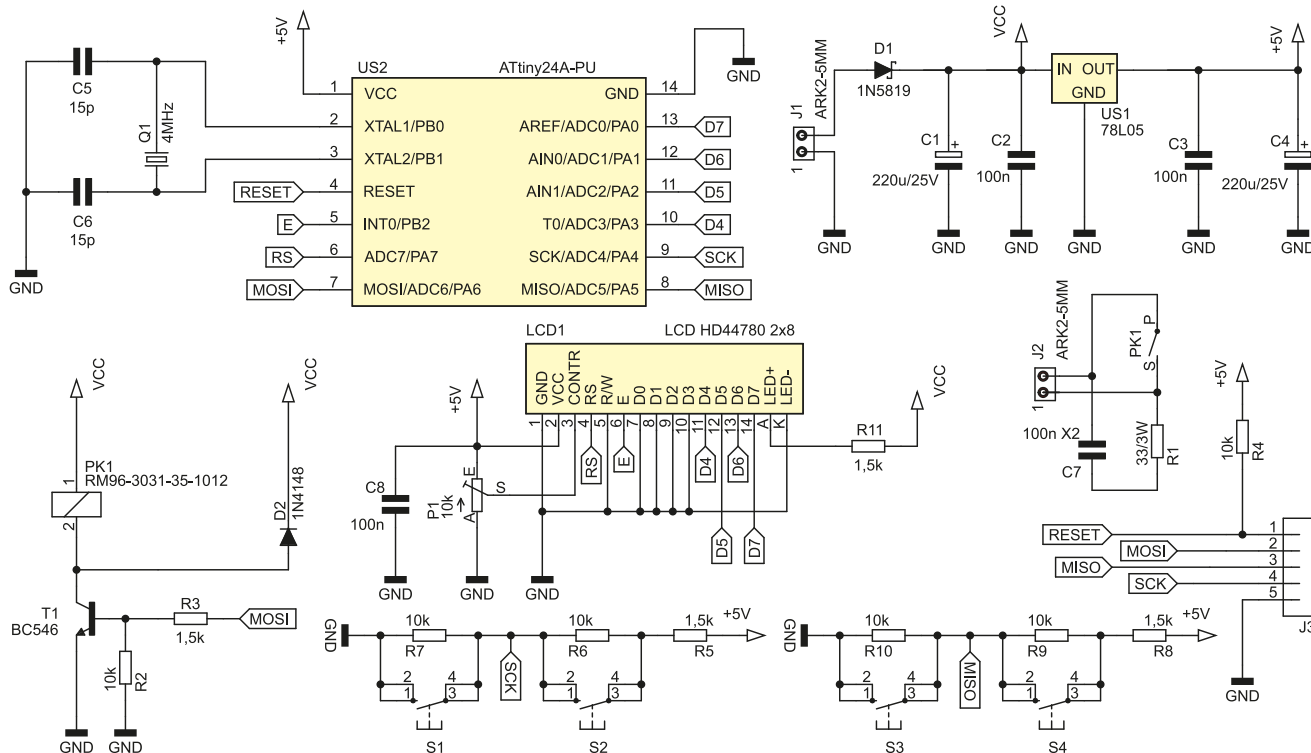 +5V
US2
ATtiny24A-PU
C5
15p
Q1
4MHz
C6
15p
GND
1
VCC
GND
14
GND
2
XTAL1/PB0
AREF/ADC0/PA0
13
D7
3
XTAL2/PB1
AIN0/ADC1/PA1
12
D6
RESET
4
RESET
AIN1/ADC2/PA2
11
D5
E
5
INT0/PB2
T0/ADC3/PA3
10
D4
RS
6
ADC7/PA7
SCK/ADC4/PA4
9
SCK
MOSI
7
MOSI/ADC6/PA6
MISO/ADC5/PA5
8
MISO
J1
ARK2-5MM
1
GND
D1
1N5819
VCC
C1
+
220u/25V
GND
C2
100n
GND
IN OUT
GND
US1
78L05
GND
C3
100n
GND
+5V
C4
+
220u/25V
GND
VCC
1
PK1
RM96-3031-35-1012
2
VCC
D2
1N4148
T1
BC546
R3
1,5k
MOSI
10k
R2
GND
GND
LCD1
LCD HD44780 2x8
GND
VCC
CONTR
RS
R/W
E
D0
D1
D2
D3
D4
D5
D6
D7
LED+
LED-
1
2
3
4
5
6
7
8
9
10
11
12
13
14
A
K
RS
E
D4
D6
D5
D7
+5V
C8
100n
GND
P1
10k
E
S
A
GND
GND
R11
1,5k
VCC
J2
ARK2-5MM
1
PK1
P
S
100n X2
C7
33/3W
R1
+5V
10k
R4
RESET
1
MOSI
2
MISO
3
SCK
4
5
J3
GND
GND
10k
R7
2
1
4
3
S1
SCK
10k
R6
2
1
4
3
S2
1,5k
R5
+5V
GND
10k
R10
2
1
4
3
S3
MISO
10k
R9
2
1
4
3
S4
1,5k
R8
+5V